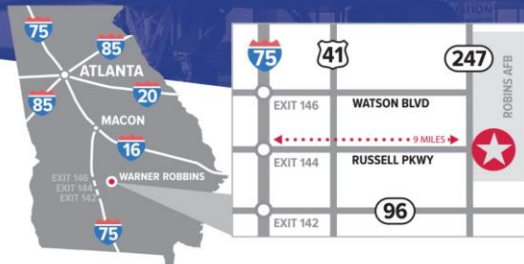 75
85
ATLANTA
85
20
MACON
16
EXIT 146
EXIT 144
EXIT 142
WARNER ROBBINS
75
75
41
247
ROBINS AFB
EXIT 146
WATSON BLVD
9 MILES
EXIT 144
RUSSELL PKWY
96
EXIT 142